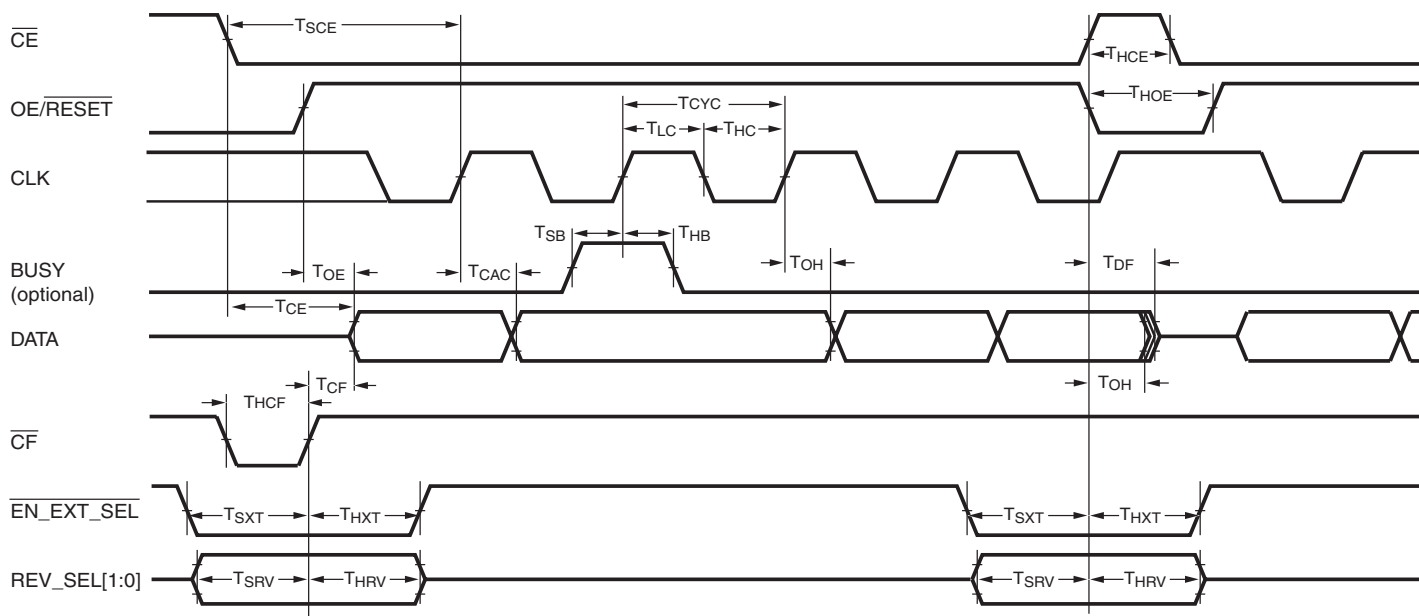 CE
TSCE
THCE
OE/RESET
TCYC
THOE
TLC
THC
CLK
TSB
THB
BUSY
(optional)
TOE
TCAC
TOH
TDF
TCE
DATA
TCF
TOH
THCF
CF
EN_EXT_SEL
TSXT
THXT
TSXT
THXT
REV_SEL[1:0]
TSRV
THRV
TSRV
THRV